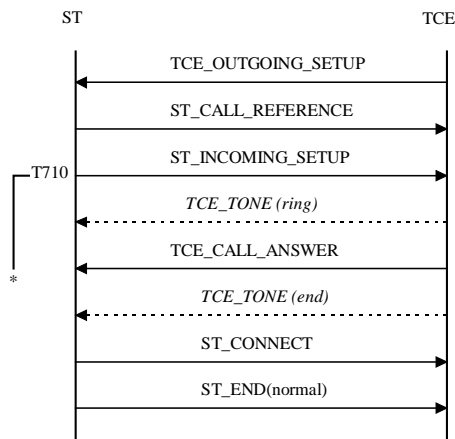 ST TCE
TCE_OUTGOING_SETUP
ST_CALL_REFERENCE
T710 ST_INCOMING_SETUP
TCE_TONE (ring)
TCE_CALL_ANSWER
*
TCE_TONE (end)
ST_CONNECT
ST_END(normal)